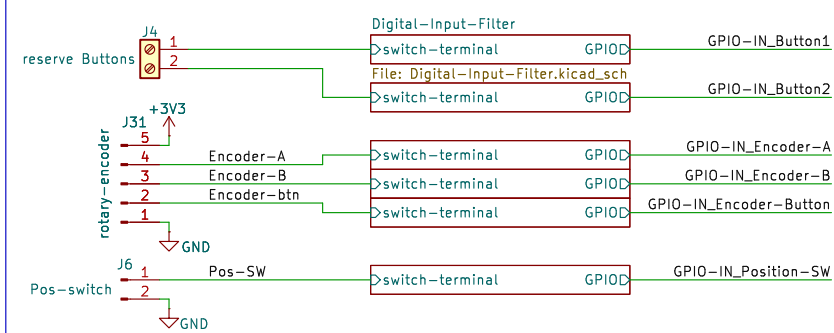 Digital-Input-Filter
J4
reserve Buttons
1
2
switch-terminal GPIO
GPIO-IN_Button1
File: Digital-Input-Filter.kicad_sch
switch-terminal GPIO
GPIO-IN_Button2
+3V3
J31
rotary-encoder
5
4
3
2
1
Encoder-A
Encoder-B
Encoder-btn
GND
switch-terminal GPIO
GPIO-IN_Encoder-A
switch-terminal GPIO
GPIO-IN_Encoder-B
switch-terminal GPIO
GPIO-IN_Encoder-Button
J6
Pos-switch
1
2
Pos-SW
GND
switch-terminal GPIO
GPIO-IN_Position-SW